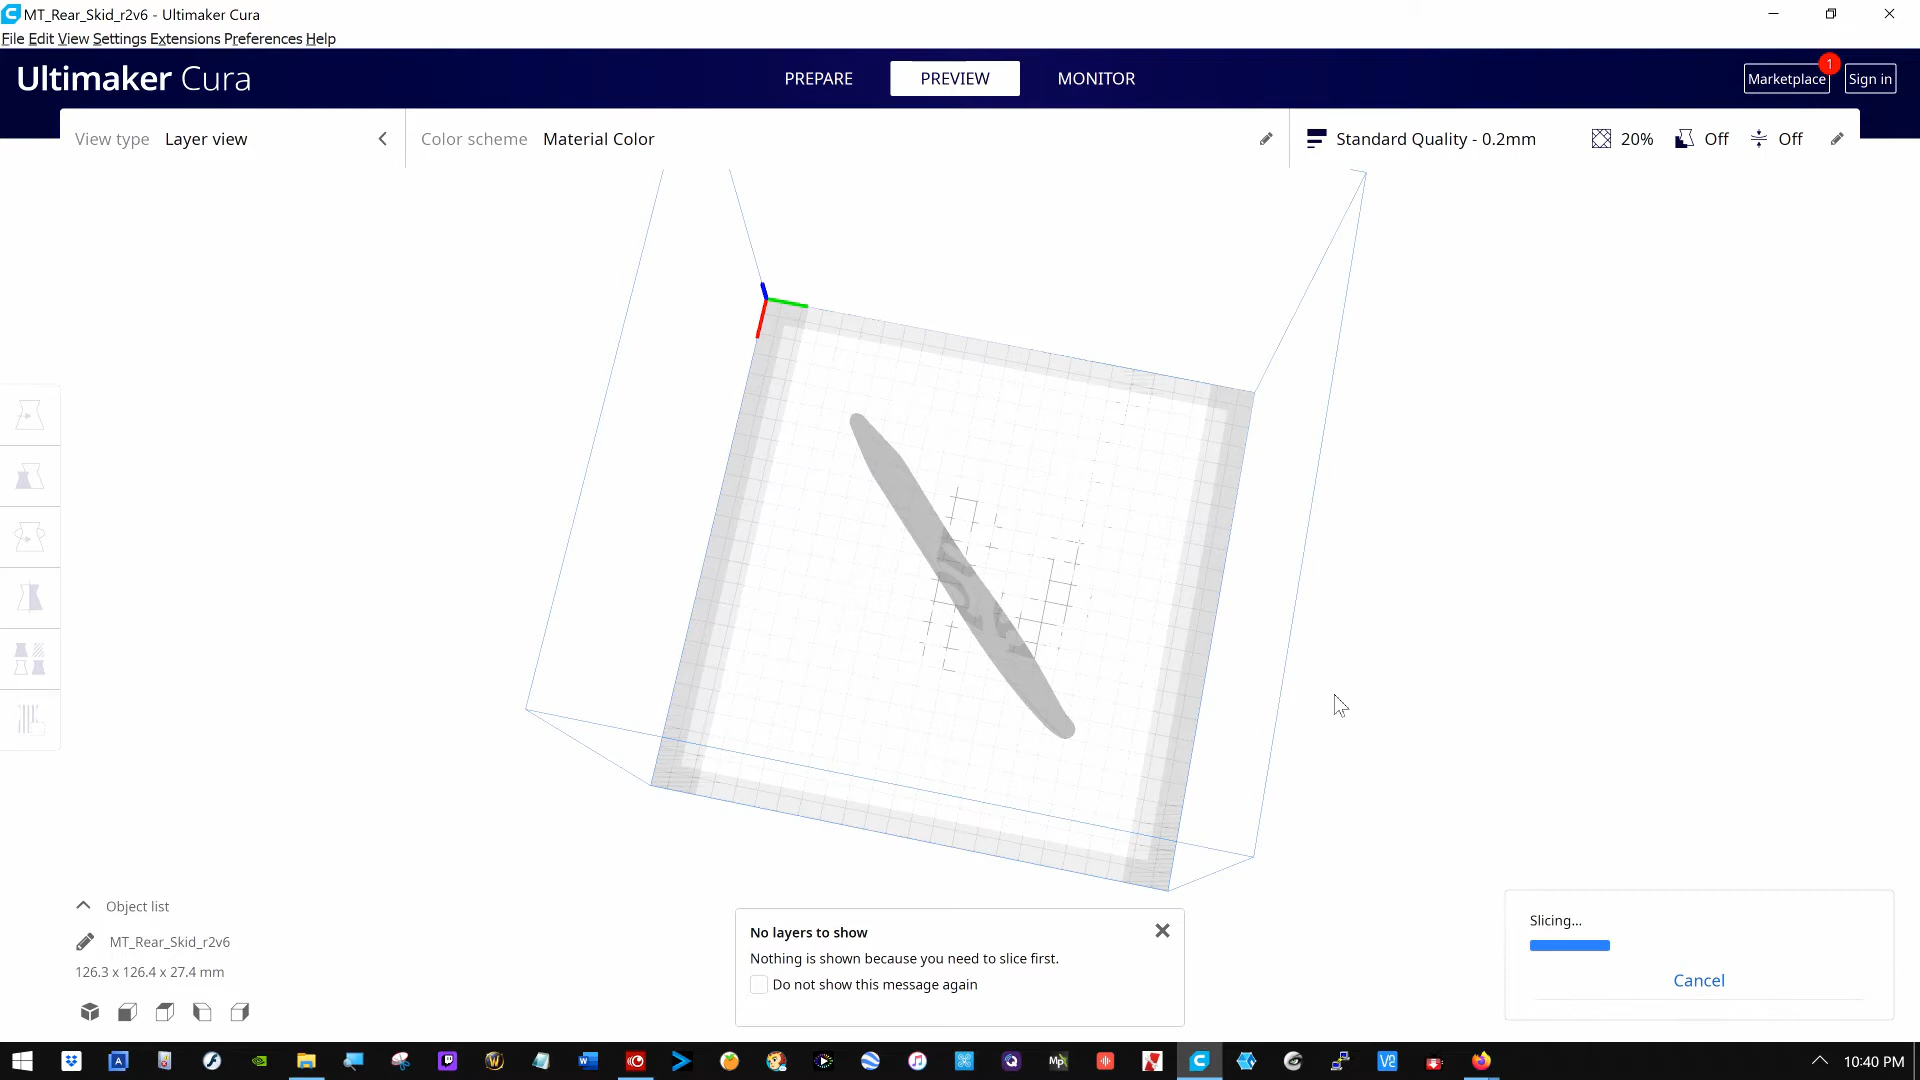 MT_Rear_Skid_r2v6 - Ultimaker Cura
File Edit View Settings Extensions Preferences Help
Ultimaker Cura
PREPARE
PREVIEW
MONITOR
Marketplace
1
Sign in
View type Layer view
Color scheme Material Color
Standard Quality - 0.2mm
20%
Off
Off
Object list
MT_Rear_Skid_r2v6
126.3 x 126.4 x 27.4 mm
No layers to show
Nothing is shown because you need to slice first.
Do not show this message again
Slicing...
Cancel
10:40 PM